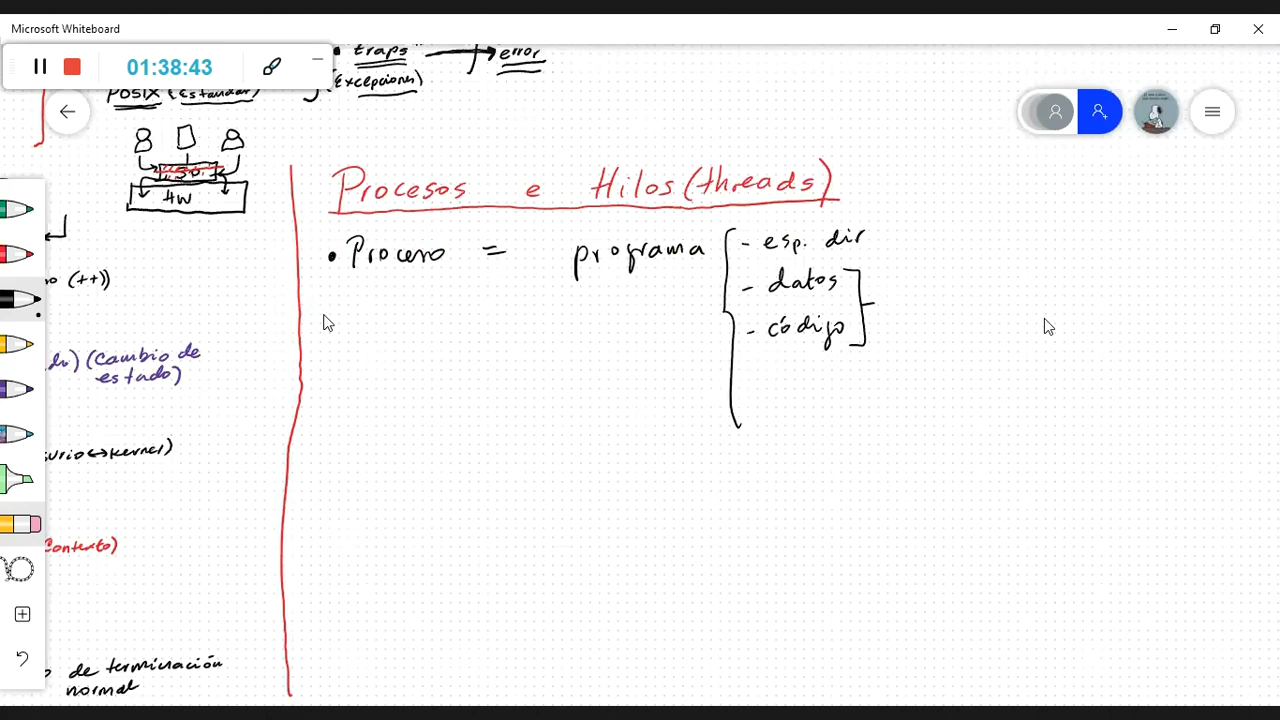 Microsoft Whiteboard
01:38:43
traps → error
POSIX (Estandar)
(Excepciones)
HW
(++))
(Cambio de
estado)
↔ Kernel)
Contexto)
de terminación
normal
Procesos e Hilos (threads)
• Proceso = programa
- esp. dir
- datos
- código